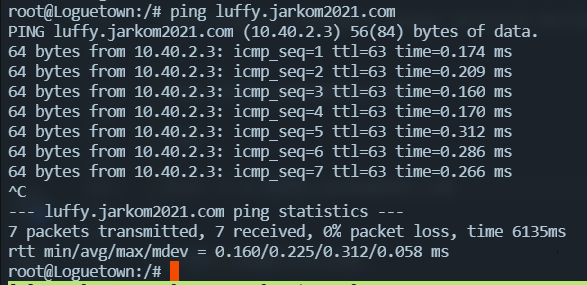 root@Loguetown:/# ping luffy.jarkom2021.com
PING luffy.jarkom2021.com (10.40.2.3) 56(84) bytes of data.
64 bytes from 10.40.2.3: icmp_seq=1 ttl=63 time=0.174 ms
64 bytes from 10.40.2.3: icmp_seq=2 ttl=63 time=0.209 ms
64 bytes from 10.40.2.3: icmp_seq=3 ttl=63 time=0.160 ms
64 bytes from 10.40.2.3: icmp_seq=4 ttl=63 time=0.170 ms
64 bytes from 10.40.2.3: icmp_seq=5 ttl=63 time=0.312 ms
64 bytes from 10.40.2.3: icmp_seq=6 ttl=63 time=0.286 ms
64 bytes from 10.40.2.3: icmp_seq=7 ttl=63 time=0.266 ms
^C
--- luffy.jarkom2021.com ping statistics ---
7 packets transmitted, 7 received, 0% packet loss, time 6135ms
rtt min/avg/max/mdev = 0.160/0.225/0.312/0.058 ms
root@Loguetown:/#